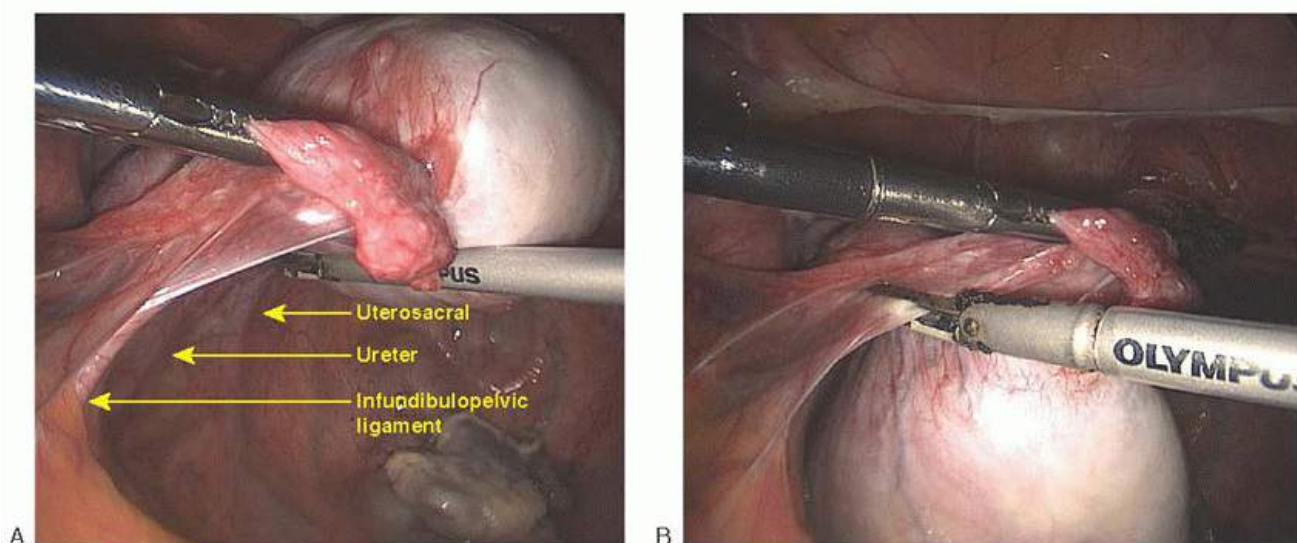 PUS
Uterosacral
Ureter
Infundibulopelvic
ligament
OLYMPUS
A
B